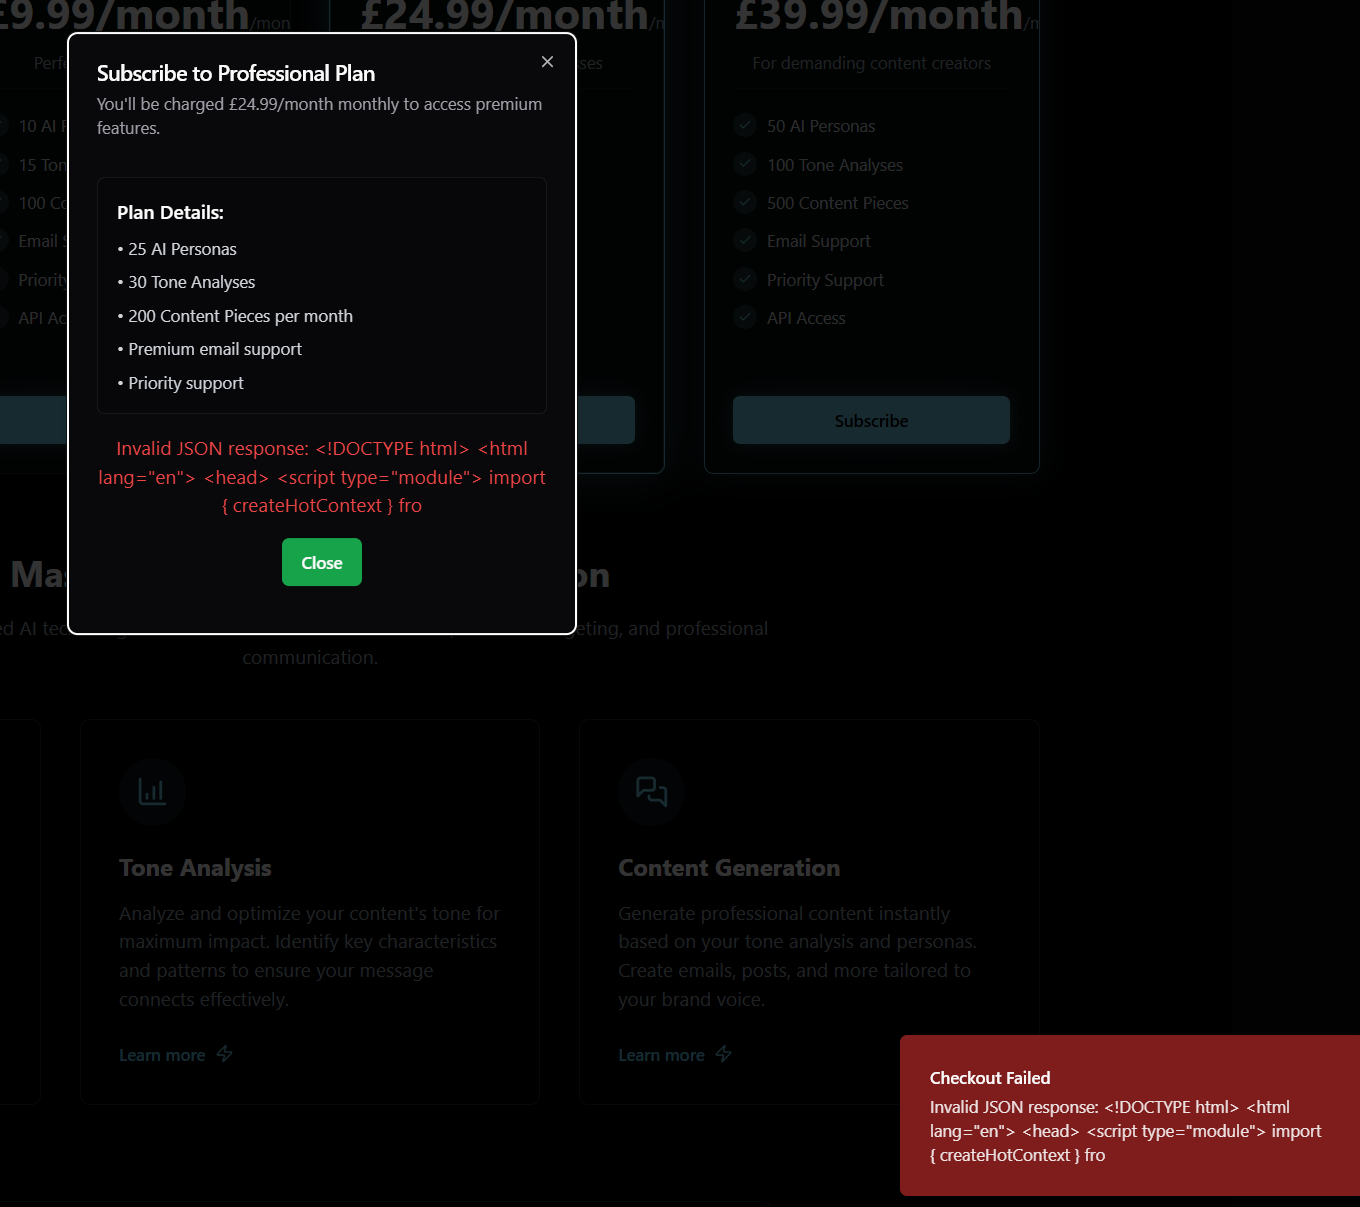 £9.99/month/mon
£24.99/month/m
£39.99/month/m
Perfe
sses
For demanding content creators
10 AI P
15 Ton
100 Co
Email S
Priority
API Ac
50 AI Personas
100 Tone Analyses
500 Content Pieces
Email Support
Priority Support
API Access
Subscribe
Subscribe to Professional Plan
You'll be charged £24.99/month monthly to access premium
features.
Plan Details:
• 25 AI Personas
• 30 Tone Analyses
• 200 Content Pieces per month
• Premium email support
• Priority support
Invalid JSON response: <!DOCTYPE html> <html
lang="en"> <head> <script type="module"> import
{ createHotContext } fro
Close
Mas
on
ed AI tec
geting, and professional
communication.
Tone Analysis
Analyze and optimize your content's tone for
maximum impact. Identify key characteristics
and patterns to ensure your message
connects effectively.
Learn more
Content Generation
Generate professional content instantly
based on your tone analysis and personas.
Create emails, posts, and more tailored to
your brand voice.
Learn more
Checkout Failed
Invalid JSON response: <!DOCTYPE html> <html
lang="en"> <head> <script type="module"> import
{ createHotContext } fro